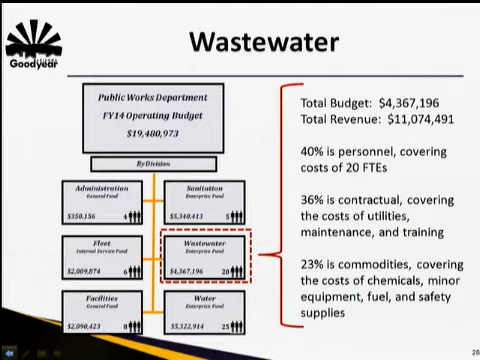 Goodyear
Wastewater
Public Works Department
FY14 Operating Budget
$19,480,973
By Division
Administration
General Fund
$350,156 4
Sanitation
Enterprise Fund
$5,340,413 5
Fleet
Internal Service Fund
$2,009,874 6
Wastewater
Enterprise Fund
$4,367,196 20
Facilities
General Fund
$2,090,423 8
Water
Enterprise Fund
$5,322,914 25
Total Budget: $4,367,196
Total Revenue: $11,074,491
40% is personnel, covering
costs of 20 FTEs
36% is contractual, covering
the costs of utilities,
maintenance, and training
23% is commodities, covering
the costs of chemicals, minor
equipment, fuel, and safety
supplies